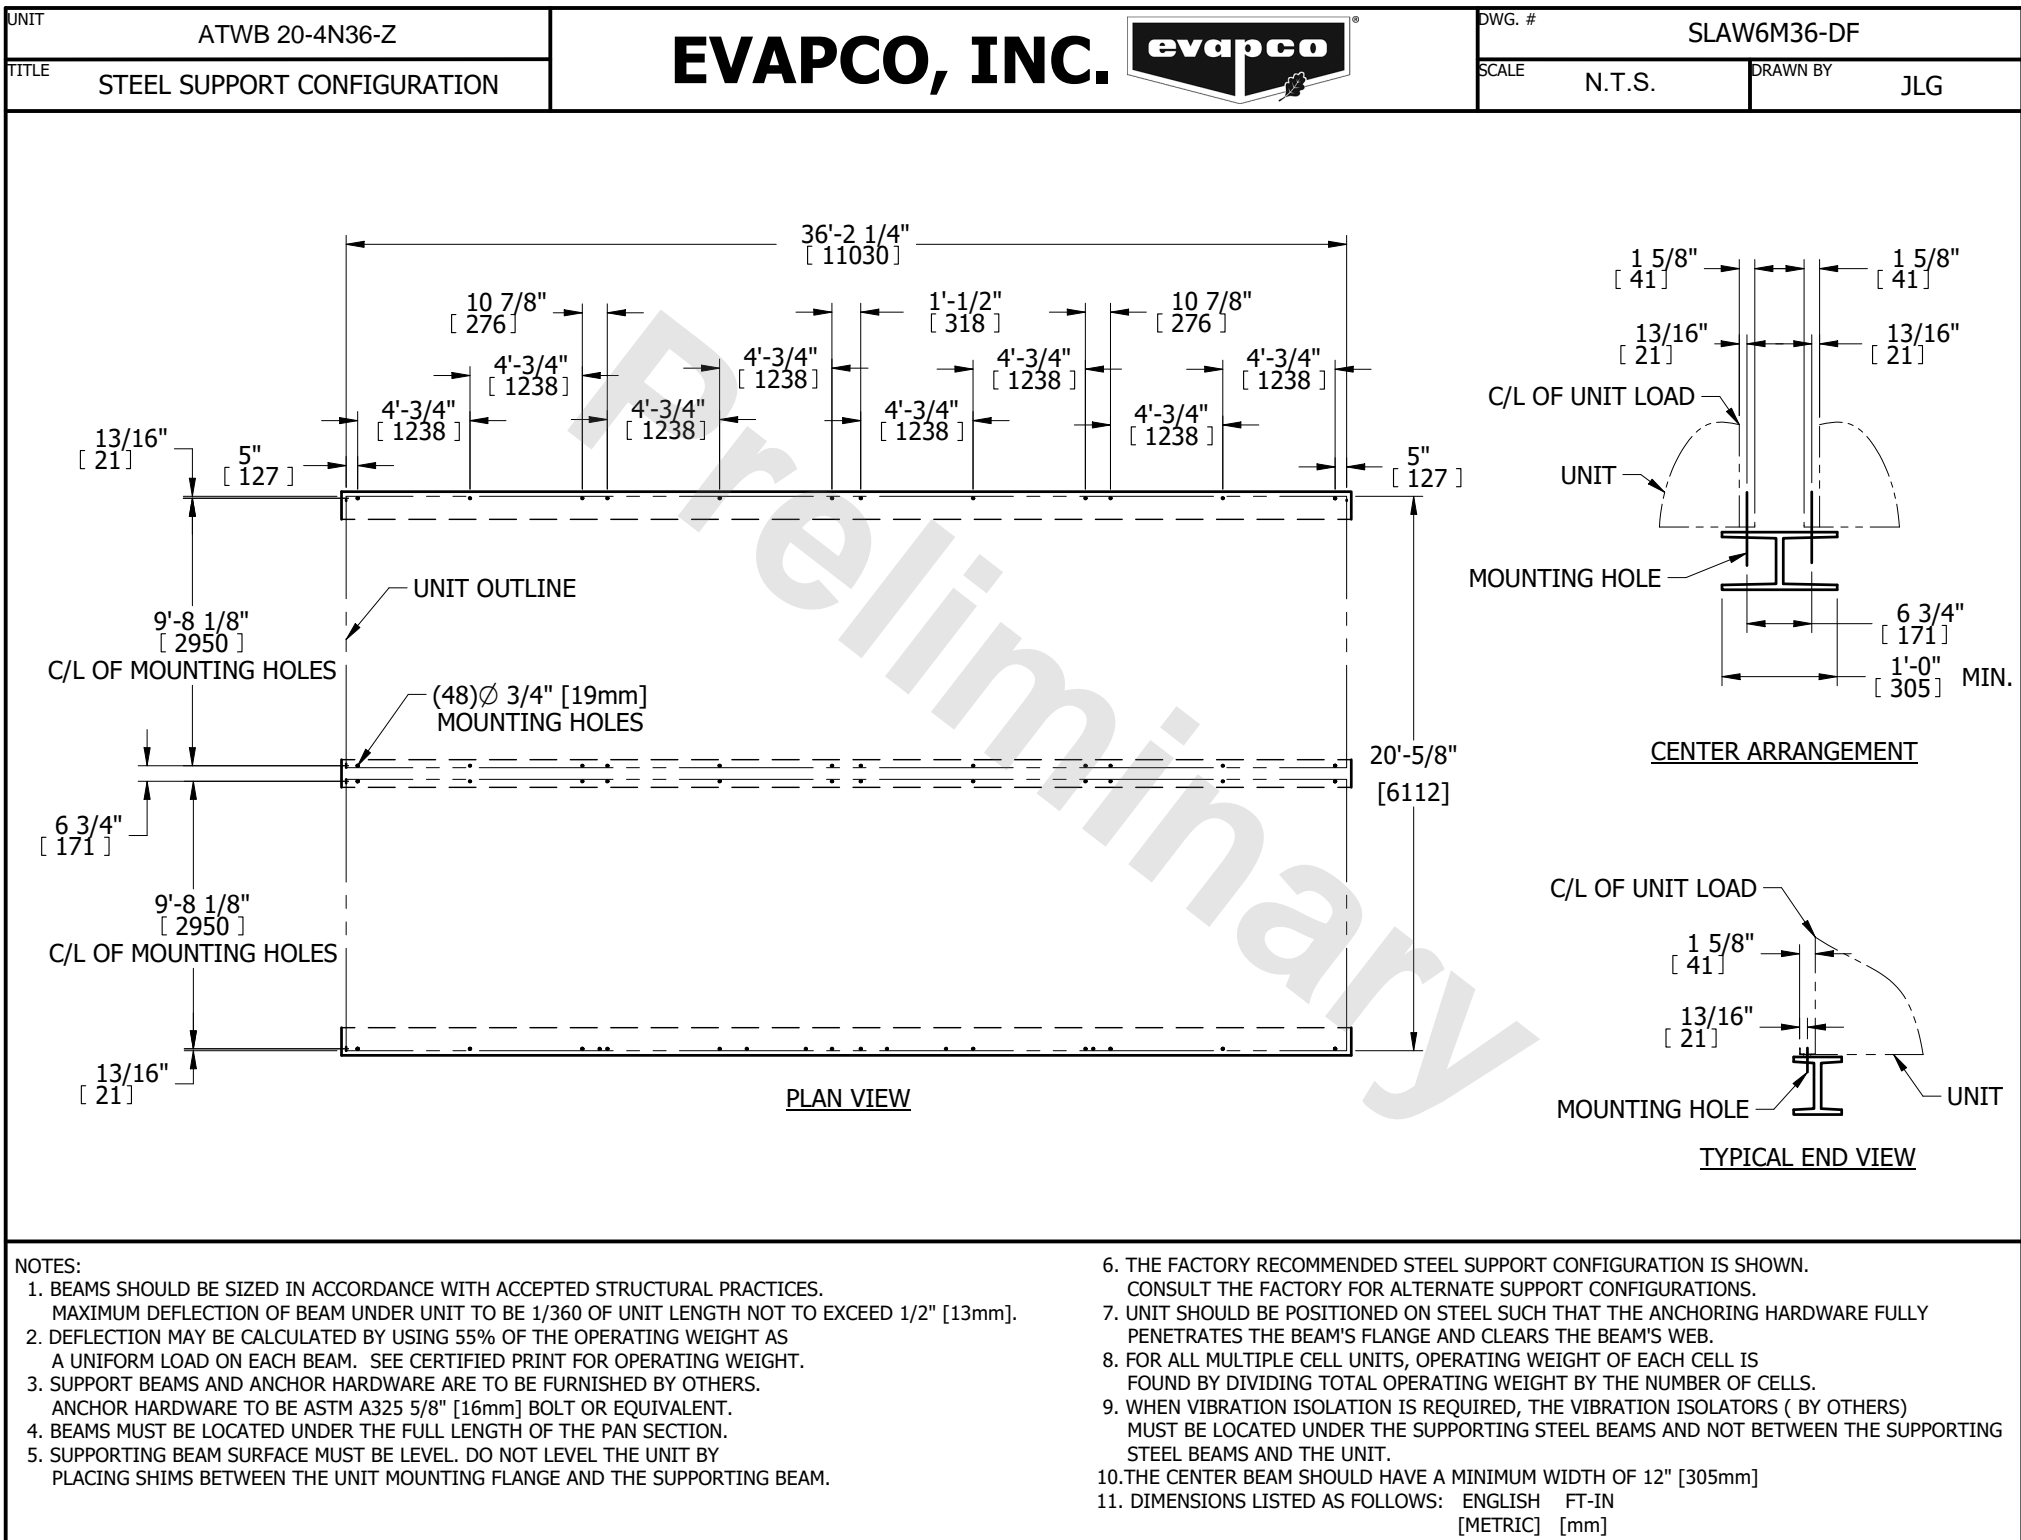 UNIT
ATWB 20-4N36-Z
TITLE
STEEL SUPPORT CONFIGURATION
EVAPCO, INC.
evapco
®
DWG. #
SLAW6M36-DF
SCALE
N.T.S.
DRAWN BY
JLG
36'-2 1/4"
[ 11030 ]
10 7/8"
[ 276 ]
1'-1/2"
[ 318 ]
10 7/8"
[ 276 ]
4'-3/4"
[ 1238 ]
4'-3/4"
[ 1238 ]
4'-3/4"
[ 1238 ]
4'-3/4"
[ 1238 ]
4'-3/4"
[ 1238 ]
4'-3/4"
[ 1238 ]
4'-3/4"
[ 1238 ]
4'-3/4"
[ 1238 ]
13/16"
[ 21 ]
5"
[ 127 ]
5"
[ 127 ]
UNIT OUTLINE
9'-8 1/8"
[ 2950 ]
C/L OF MOUNTING HOLES
(48)Ø 3/4" [19mm]
MOUNTING HOLES
20'-5/8"
[6112]
6 3/4"
[ 171 ]
9'-8 1/8"
[ 2950 ]
C/L OF MOUNTING HOLES
13/16"
[ 21 ]
PLAN VIEW
Preliminary
1 5/8"
[ 41 ]
1 5/8"
[ 41 ]
13/16"
[ 21 ]
13/16"
[ 21 ]
C/L OF UNIT LOAD
UNIT
MOUNTING HOLE
6 3/4"
[ 171 ]
1'-0"
[ 305 ] MIN.
CENTER ARRANGEMENT
C/L OF UNIT LOAD
1 5/8"
[ 41 ]
13/16"
[ 21 ]
MOUNTING HOLE
UNIT
TYPICAL END VIEW
NOTES:
1. BEAMS SHOULD BE SIZED IN ACCORDANCE WITH ACCEPTED STRUCTURAL PRACTICES.
MAXIMUM DEFLECTION OF BEAM UNDER UNIT TO BE 1/360 OF UNIT LENGTH NOT TO EXCEED 1/2" [13mm].
2. DEFLECTION MAY BE CALCULATED BY USING 55% OF THE OPERATING WEIGHT AS
A UNIFORM LOAD ON EACH BEAM. SEE CERTIFIED PRINT FOR OPERATING WEIGHT.
3. SUPPORT BEAMS AND ANCHOR HARDWARE ARE TO BE FURNISHED BY OTHERS.
ANCHOR HARDWARE TO BE ASTM A325 5/8" [16mm] BOLT OR EQUIVALENT.
4. BEAMS MUST BE LOCATED UNDER THE FULL LENGTH OF THE PAN SECTION.
5. SUPPORTING BEAM SURFACE MUST BE LEVEL. DO NOT LEVEL THE UNIT BY
PLACING SHIMS BETWEEN THE UNIT MOUNTING FLANGE AND THE SUPPORTING BEAM.
6. THE FACTORY RECOMMENDED STEEL SUPPORT CONFIGURATION IS SHOWN.
CONSULT THE FACTORY FOR ALTERNATE SUPPORT CONFIGURATIONS.
7. UNIT SHOULD BE POSITIONED ON STEEL SUCH THAT THE ANCHORING HARDWARE FULLY
PENETRATES THE BEAM'S FLANGE AND CLEARS THE BEAM'S WEB.
8. FOR ALL MULTIPLE CELL UNITS, OPERATING WEIGHT OF EACH CELL IS
FOUND BY DIVIDING TOTAL OPERATING WEIGHT BY THE NUMBER OF CELLS.
9. WHEN VIBRATION ISOLATION IS REQUIRED, THE VIBRATION ISOLATORS ( BY OTHERS)
MUST BE LOCATED UNDER THE SUPPORTING STEEL BEAMS AND NOT BETWEEN THE SUPPORTING
STEEL BEAMS AND THE UNIT.
10.THE CENTER BEAM SHOULD HAVE A MINIMUM WIDTH OF 12" [305mm]
11. DIMENSIONS LISTED AS FOLLOWS: ENGLISH FT-IN
[METRIC] [mm]